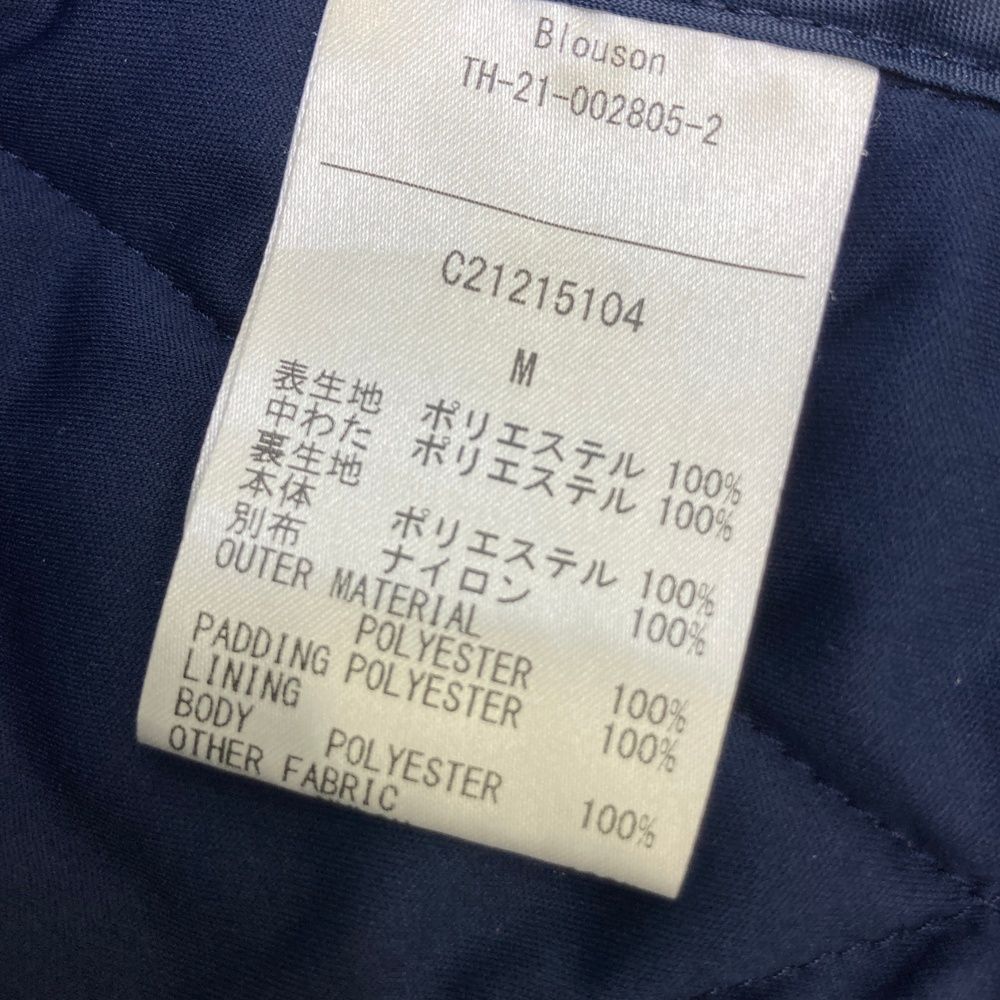 Blouson
TH-21-002805-2
C21215104
M
表生地 ポリエステル 100%
中わた ポリエステル 100%
裏生地
本体 ポリエステル 100%
別布 ナイロン 100%
OUTER MATERIAL
POLYESTER 100%
PADDING POLYESTER 100%
LINING
BODY
POLYESTER 100%
OTHER FABRIC